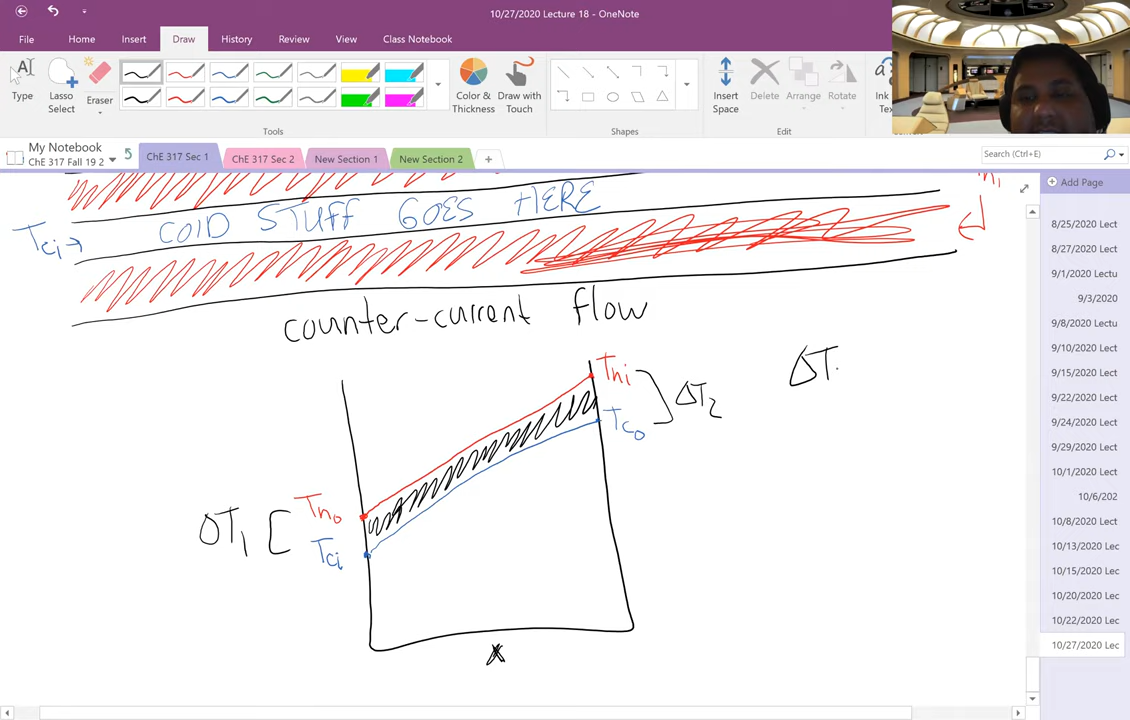 10/27/2020 Lecture 18 - OneNote
File Home Insert Draw History Review View Class Notebook
Type
Lasso Select
Eraser
Color & Thickness
Draw with Touch
Insert Space
Delete
Arrange
Rotate
Tools
Shapes
Edit
My Notebook
ChE 317 Fall 19 2
ChE 317 Sec 1
ChE 317 Sec 2
New Section 1
New Section 2
+
Search (Ctrl+E)
Add Page
8/25/2020 Lect
8/27/2020 Lect
9/1/2020 Lectu
9/3/2020
9/8/2020 Lectu
9/10/2020 Lect
9/15/2020 Lect
9/22/2020 Lect
9/24/2020 Lect
9/29/2020 Lect
10/1/2020 Lect
10/6/202
10/8/2020 Lect
10/13/2020 Lec
10/15/2020 Lec
10/20/2020 Lec
10/22/2020 Lec
10/27/2020 Lec
Tci→
COLD STUFF GOES HERE
counter-current flow
Thi
ΔT2
Tco
ΔT
ΔT1
Tho
Tci
x